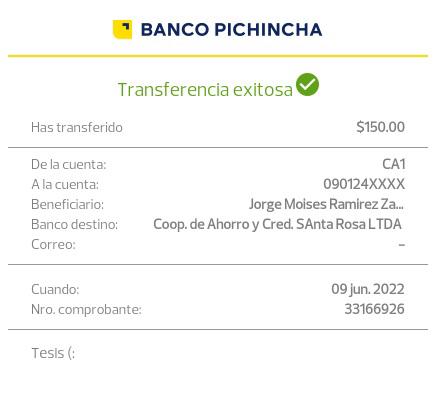 BANCO PICHINCHA
Transferencia exitosa
Has transferido $150.00
De la cuenta: CA1
A la cuenta: 090124XXXX
Beneficiario: Jorge Moises Ramirez Za...
Banco destino: Coop. de Ahorro y Cred. SAnta Rosa LTDA
Correo: –
Cuando: 09 jun. 2022
Nro. comprobante: 33166926
Tesis (: